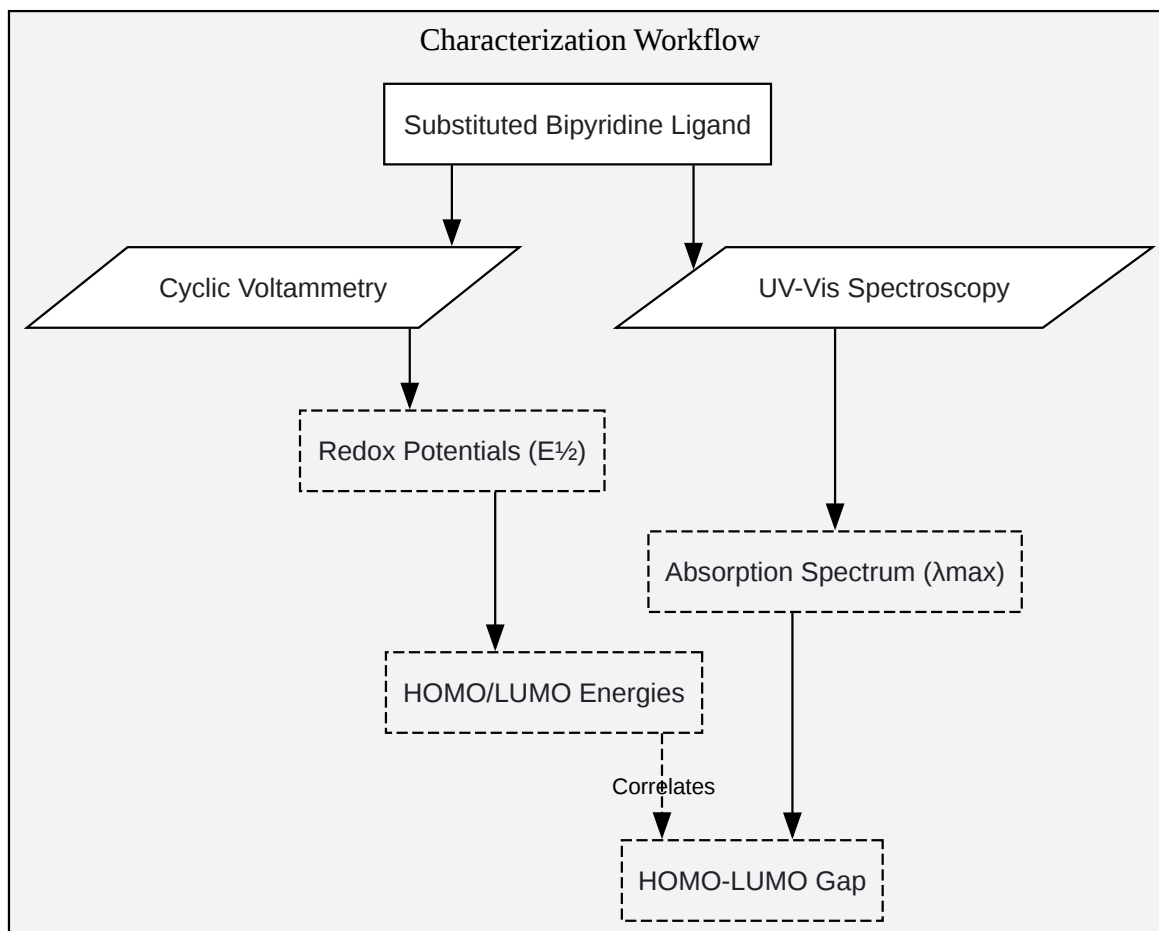 Characterization Workflow
Substituted Bipyridine Ligand
Cyclic Voltammetry
UV-Vis Spectroscopy
Redox Potentials (E½)
Absorption Spectrum (λmax)
HOMO/LUMO Energies
Correlates
HOMO-LUMO Gap